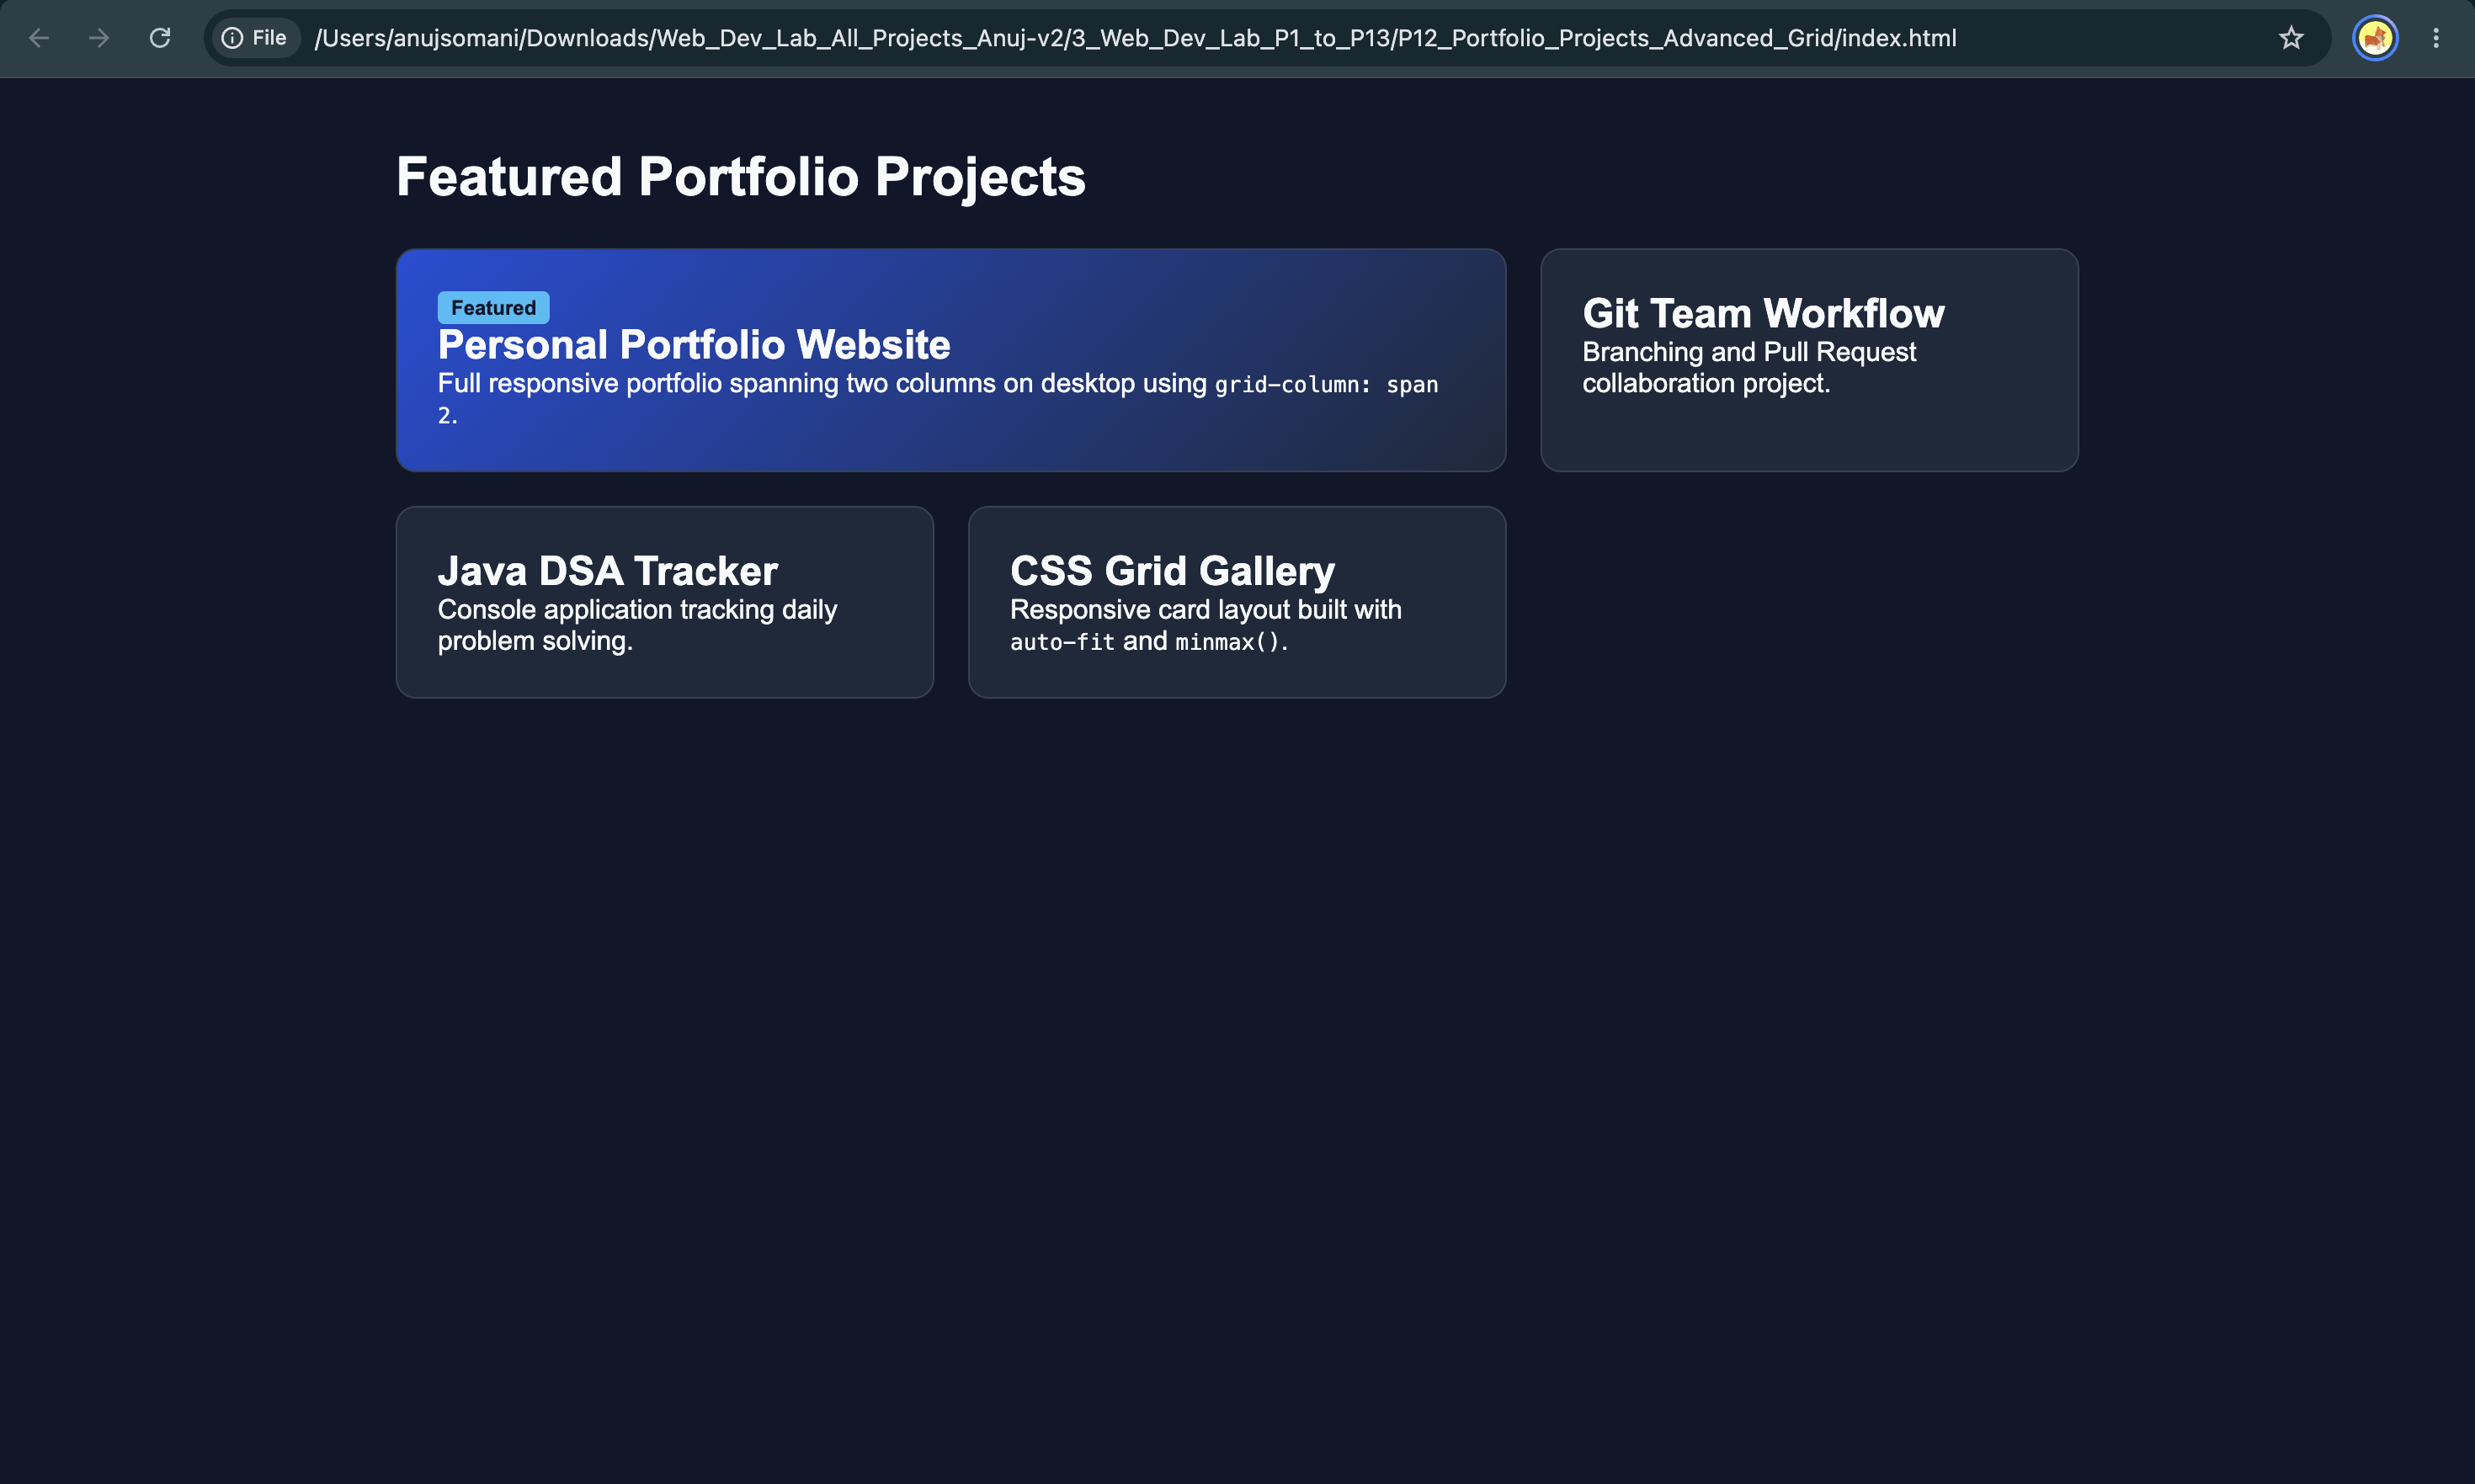 File
/Users/anujsomani/Downloads/Web_Dev_Lab_All_Projects_Anuj-v2/3_Web_Dev_Lab_P1_to_P13/P12_Portfolio_Projects_Advanced_Grid/index.html
Featured Portfolio Projects
Featured
Personal Portfolio Website
Full responsive portfolio spanning two columns on desktop using grid-column: span
2.
Git Team Workflow
Branching and Pull Request
collaboration project.
Java DSA Tracker
Console application tracking daily
problem solving.
CSS Grid Gallery
Responsive card layout built with
auto-fit and minmax().